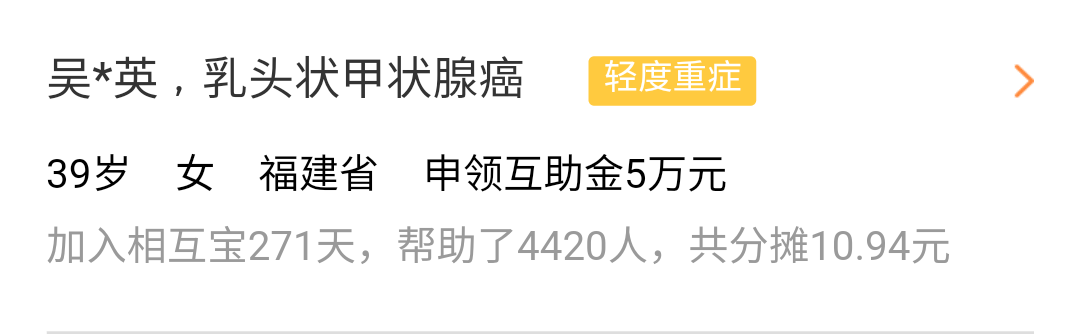 吴*英，乳头状甲状腺癌 轻度重症
39岁 女 福建省 申领互助金5万元
加入相互宝271天，帮助了4420人，共分摊10.94元